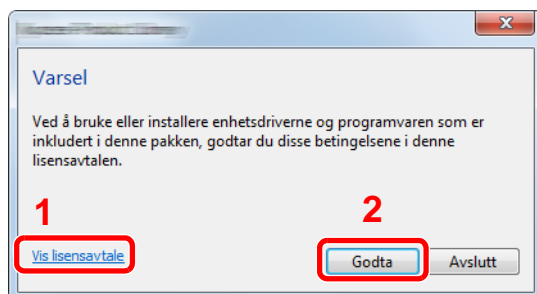 Varsel
Ved å bruke eller installere enhetsdriverne og programvaren som er
inkludert i denne pakken, godtar du disse betingelsene i denne
lisensavtalen.
1
2
Vis lisensavtale
Godta
Avslutt